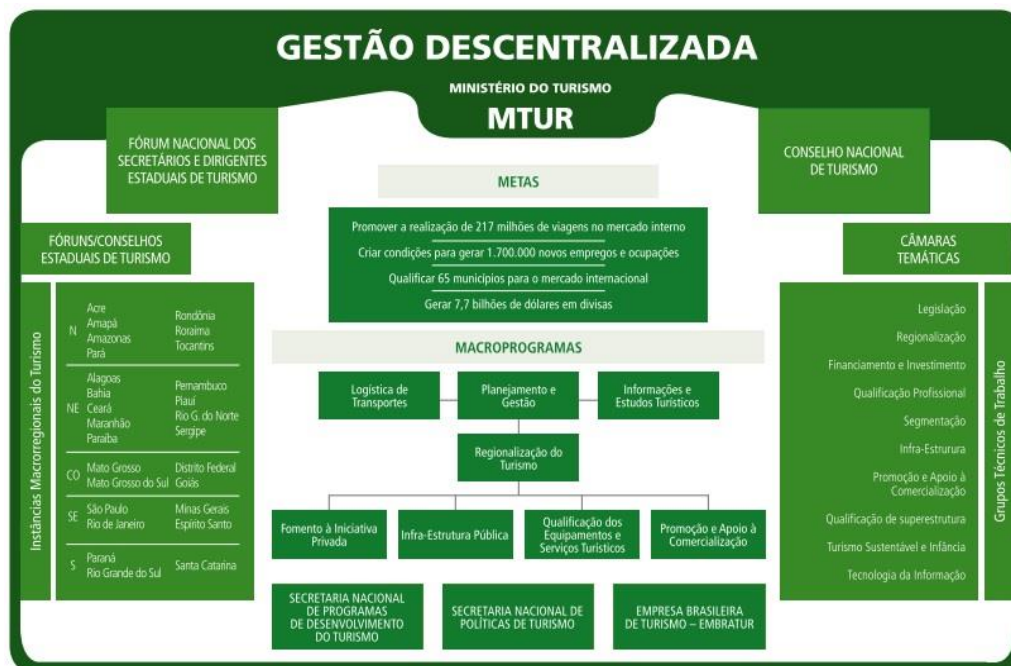 GESTÃO DESCENTRALIZADA
MINISTÉRIO DO TURISMO
MTUR
FÓRUM NACIONAL DOS
SECRETÁRIOS E DIRIGENTES
ESTADUAIS DE TURISMO
CONSELHO NACIONAL
DE TURISMO
METAS
Promover a realização de 217 milhões de viagens no mercado interno
Criar condições para gerar 1.700.000 novos empregos e ocupações
Qualificar 65 municípios para o mercado internacional
Gerar 7,7 bilhões de dólares em divisas
FÓRUNS/CONSELHOS
ESTADUAIS DE TURISMO
Instâncias Macrorregionais do Turismo
N
Acre
Amapá
Amazonas
Pará
Rondônia
Roraima
Tocantins
NE
Alagoas
Bahia
Ceará
Maranhão
Paraíba
Pernambuco
Piauí
Rio G. do Norte
Sergipe
CO
Mato Grosso
Mato Grosso do Sul
Distrito Federal
Goiás
SE
São Paulo
Rio de Janeiro
Minas Gerais
Espírito Santo
S
Paraná
Rio Grande do Sul
Santa Catarina
MACROPROGRAMAS
Logística de
Transportes
Planejamento e
Gestão
Informações e
Estudos Turísticos
Regionalização do
Turismo
Fomento à Iniciativa
Privada
Infra-Estrutura Pública
Qualificação dos
Equipamentos e
Serviços Turísticos
Promoção e Apoio à
Comercialização
SECRETARIA NACIONAL
DE PROGRAMAS
DE DESENVOLVIMENTO
DO TURISMO
SECRETARIA NACIONAL DE
POLÍTICAS DE TURISMO
EMPRESA BRASILEIRA
DE TURISMO – EMBRATUR
CÂMARAS
TEMÁTICAS
Legislação
Regionalização
Financiamento e Investimento
Qualificação Profissional
Segmentação
Infra-Estrurura
Promoção e Apoio à
Comercialização
Qualificação de superestrutura
Turismo Sustentável e Infância
Tecnologia da Informação
Grupos Técnicos de Trabalho